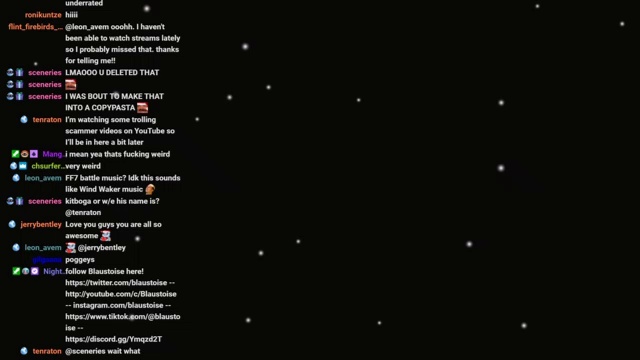 underrated
ronikuntze hiiii
flint_firebirds_... @leon_avem ooohh. I haven't
been able to watch streams lately
so I probably missed that. thanks
for telling me!!
sceneries LMAOOO U DELETED THAT
sceneries
sceneries I WAS BOUT TO MAKE THAT
INTO A COPYPASTA
tenraton I'm watching some trolling
scammer videos on YouTube so
I'll be in here a bit later
Mang.. i mean yea thats fucking weird
chsurfer.. very weird
leon_avem FF7 battle music? Idk this sounds
like Wind Waker music
sceneries kitboga or w/e his name is?
@tenraton
jerrybentley Love you guys you are all so
awesome
leon_avem @jerrybentley
poggeys
Night.. follow Blaustoise here!
https://twitter.com/blaustoise --
http://youtube.com/c/Blaustoise
-- instagram.com/blaustoise --
https://www.tiktok.com/@blausto
ise --
https://discord.gg/Ymqzd2T
tenraton @sceneries wait what